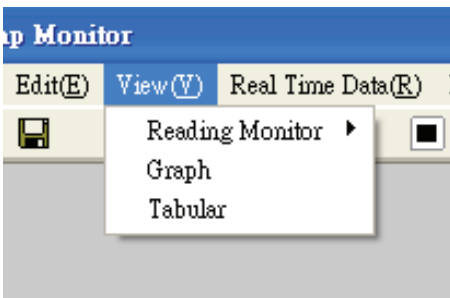 Monitor
Edit(E) View(V) Real Time Data(R)
Reading Monitor
Graph
Tabular